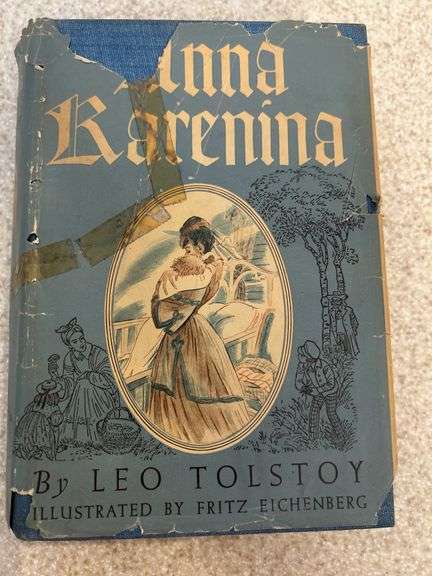 Anna
Karenina
By LEO TOLSTOY
ILLUSTRATED BY FRITZ EICHENBERG